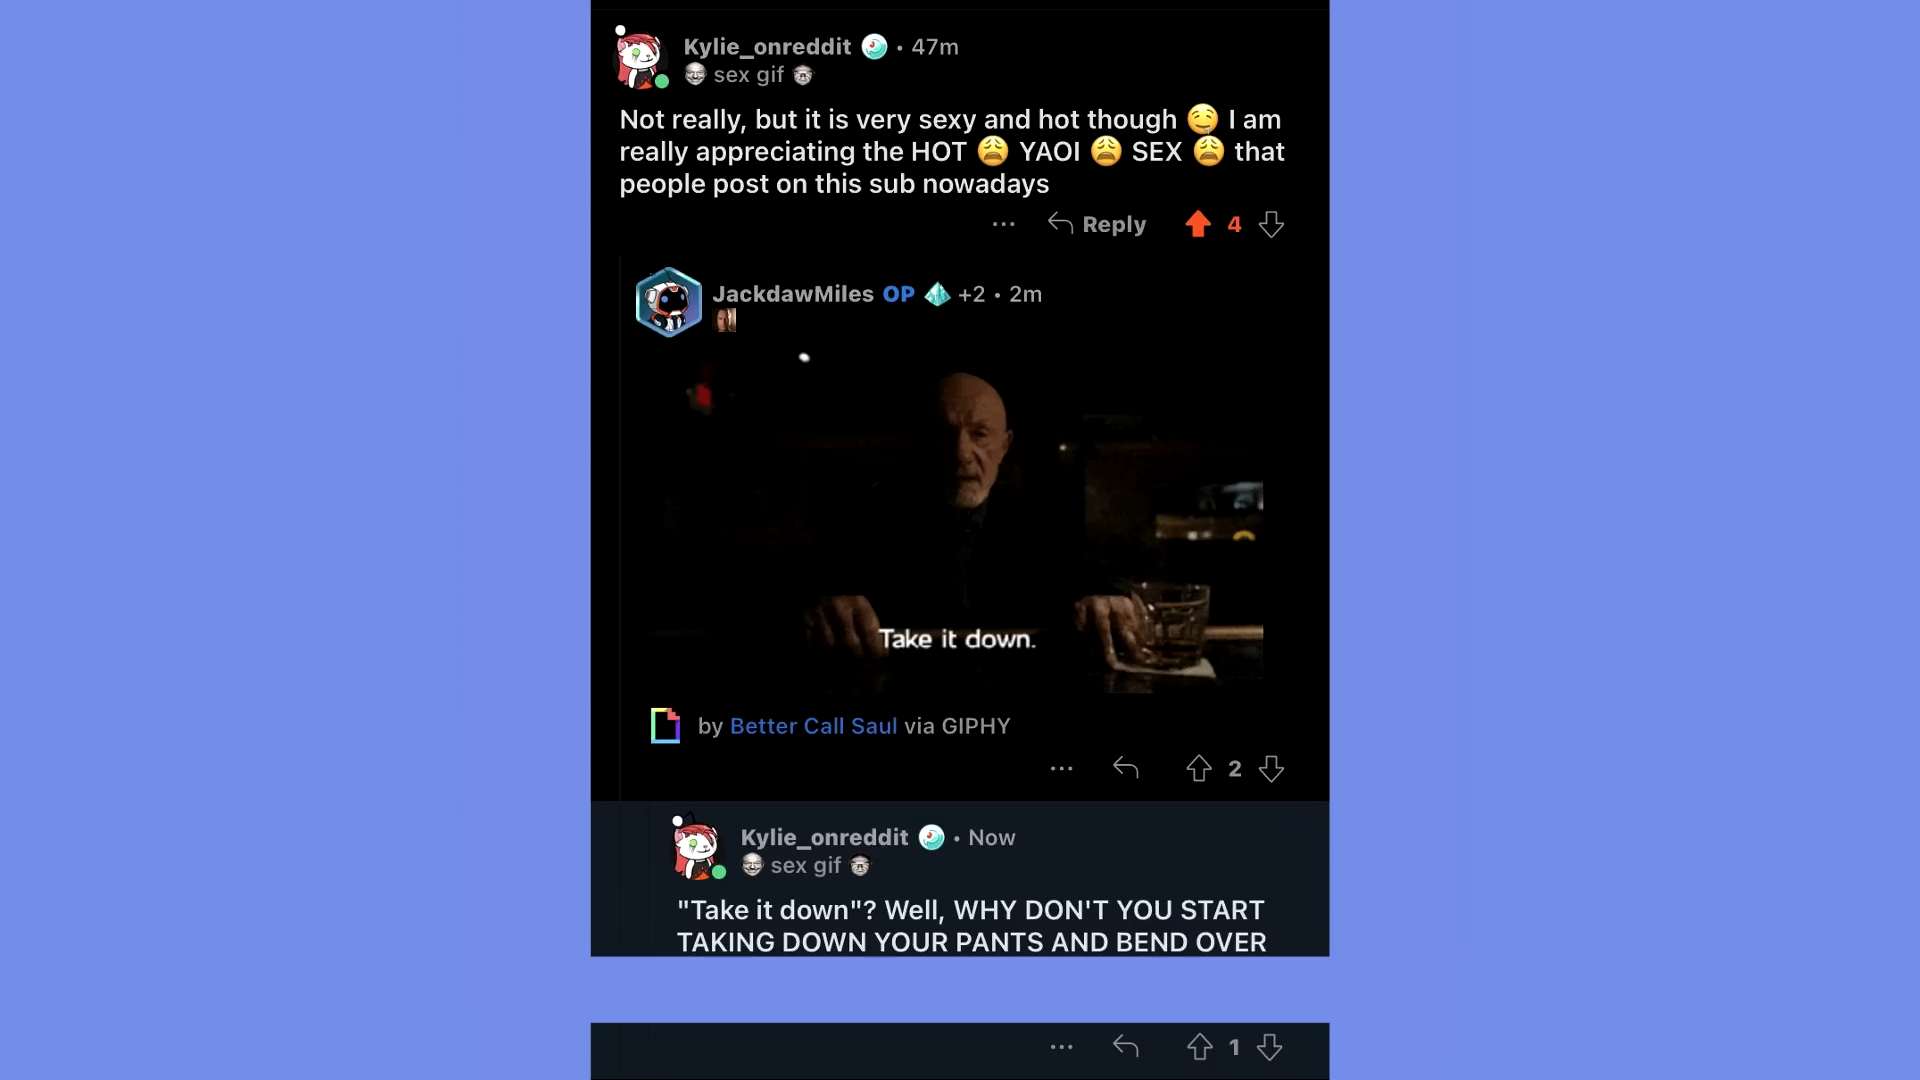 Kylie_onreddit • 47m
sex gif
Not really, but it is very sexy and hot though 🤤 I am
really appreciating the HOT 😩 YAOI 😩 SEX 😩 that
people post on this sub nowadays
... Reply 4
JackdawMiles OP +2 • 2m
Take it down.
by Better Call Saul via GIPHY
... 2
Kylie_onreddit • Now
sex gif
"Take it down"? Well, WHY DON'T YOU START
TAKING DOWN YOUR PANTS AND BEND OVER
... 1